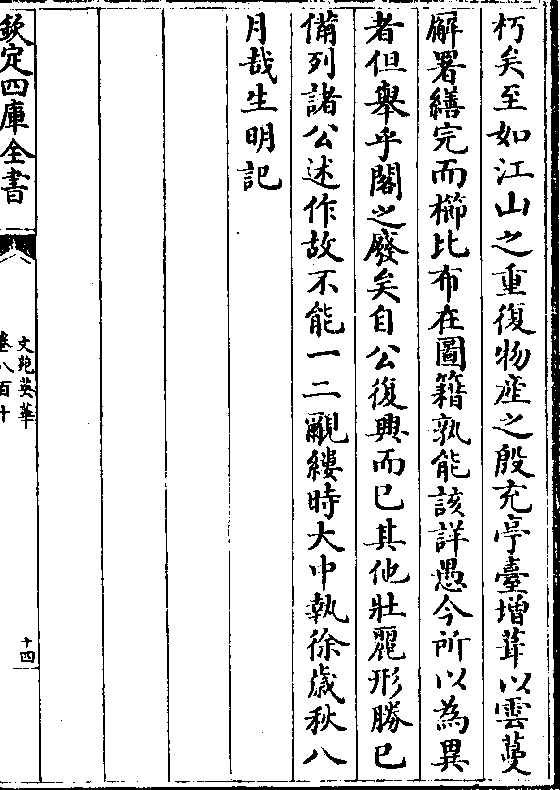 朽矣至如江山之重復物産之殷充亭臺增葺以雲蔓
廨署繕完而櫛比布在圖籍孰能該詳愚今所以為異
者但舉乎閣之廢矣自公復興而已其他壯麗形勝已
備列諸公述作故不能一二覼縷時大中執徐歳秋八
月哉生明記
欽定四庫全書
文苑英華
卷八百十
十四